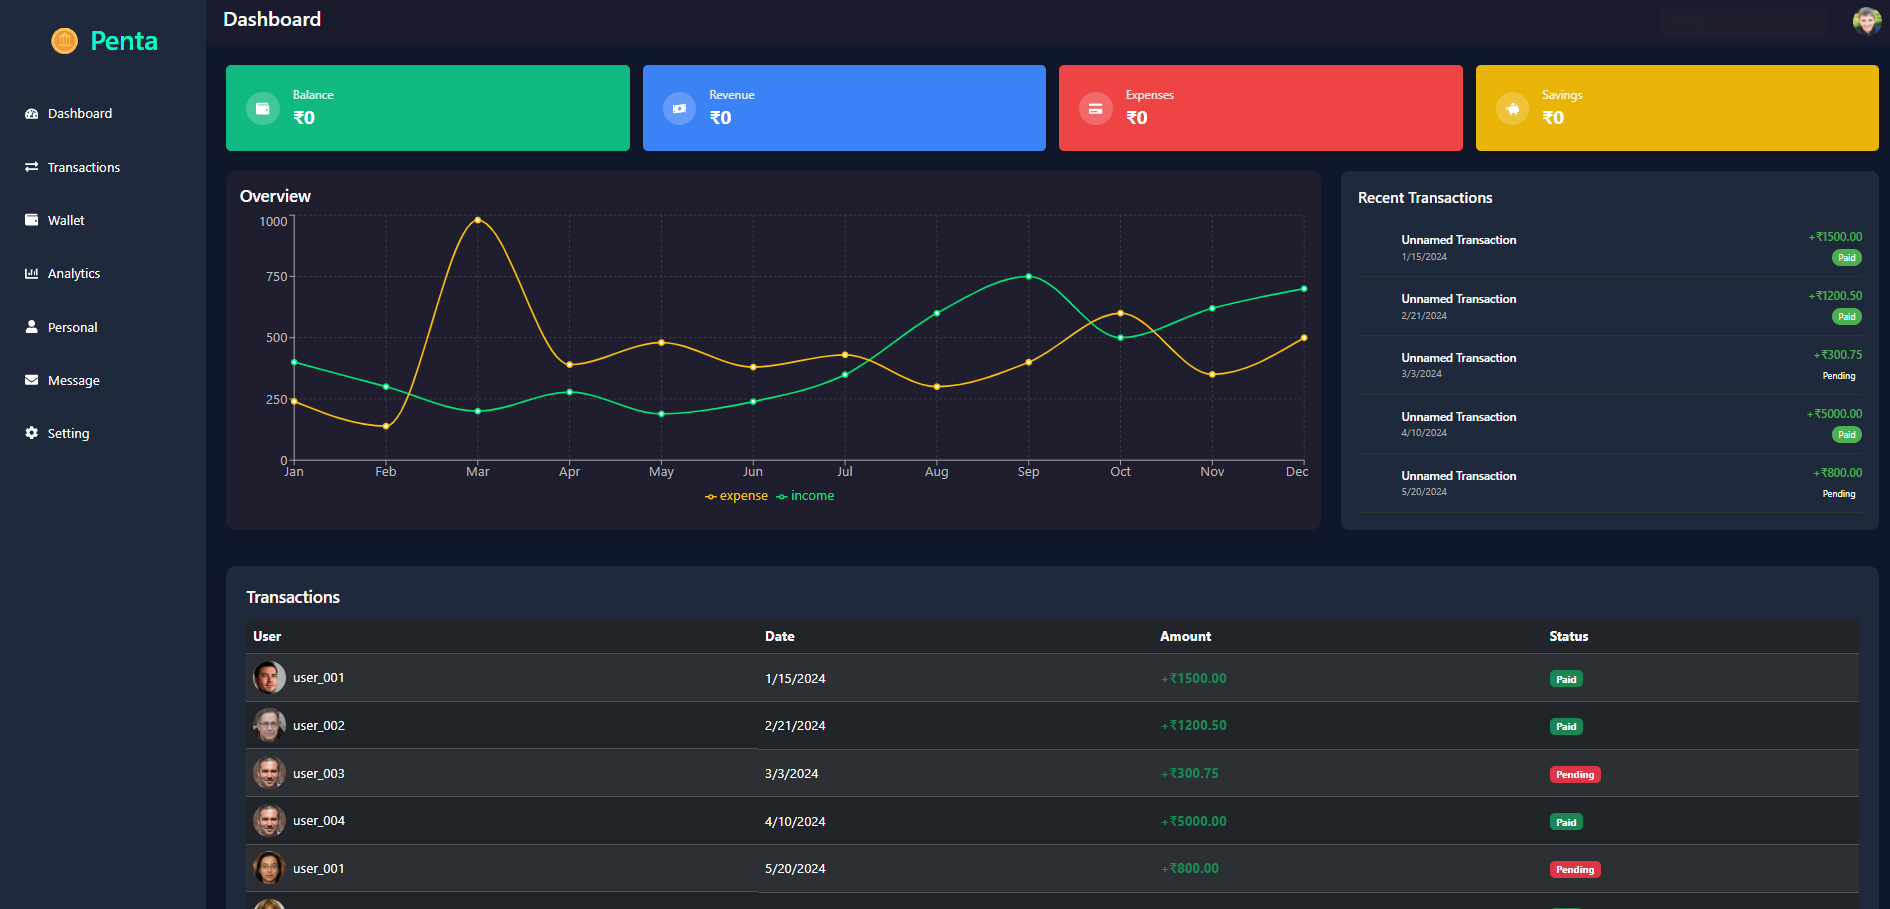 Penta
Dashboard
Transactions
Wallet
Analytics
Personal
Message
Setting
Dashboard
Balance
₹0
Revenue
₹0
Expenses
₹0
Savings
₹0
Overview
1000
750
500
250
0
Jan Feb Mar Apr May Jun Jul Aug Sep Oct Nov Dec
expense income
Recent Transactions
Unnamed Transaction +₹1500.00
1/15/2024 Paid
Unnamed Transaction +₹1200.50
2/21/2024 Paid
Unnamed Transaction +₹300.75
3/3/2024 Pending
Unnamed Transaction +₹5000.00
4/10/2024 Paid
Unnamed Transaction +₹800.00
5/20/2024 Pending
Transactions
User Date Amount Status
user_001 1/15/2024 +₹1500.00 Paid
user_002 2/21/2024 +₹1200.50 Paid
user_003 3/3/2024 +₹300.75 Pending
user_004 4/10/2024 +₹5000.00 Paid
user_001 5/20/2024 +₹800.00 Pending